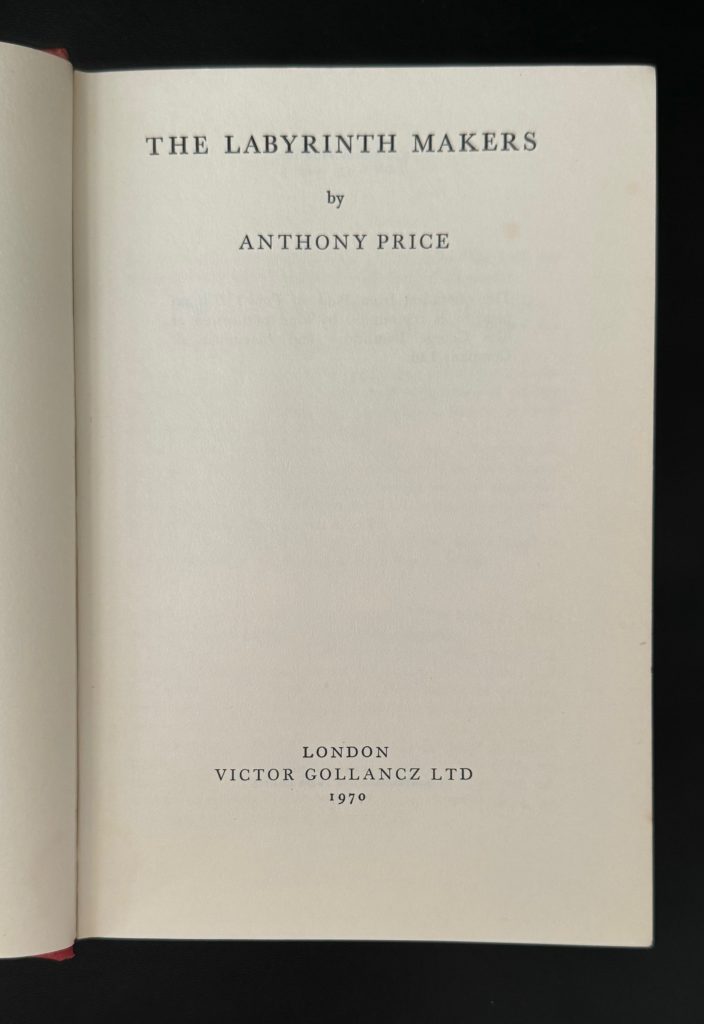 THE LABYRINTH MAKERS
by
ANTHONY PRICE
LONDON
VICTOR GOLLANCZ LTD
1970